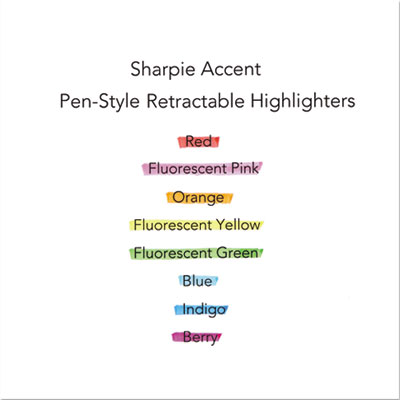 Sharpie Accent
Pen-Style Retractable Highlighters
Red
Fluorescent Pink
Orange
Fluorescent Yellow
Fluorescent Green
Blue
Indigo
Berry